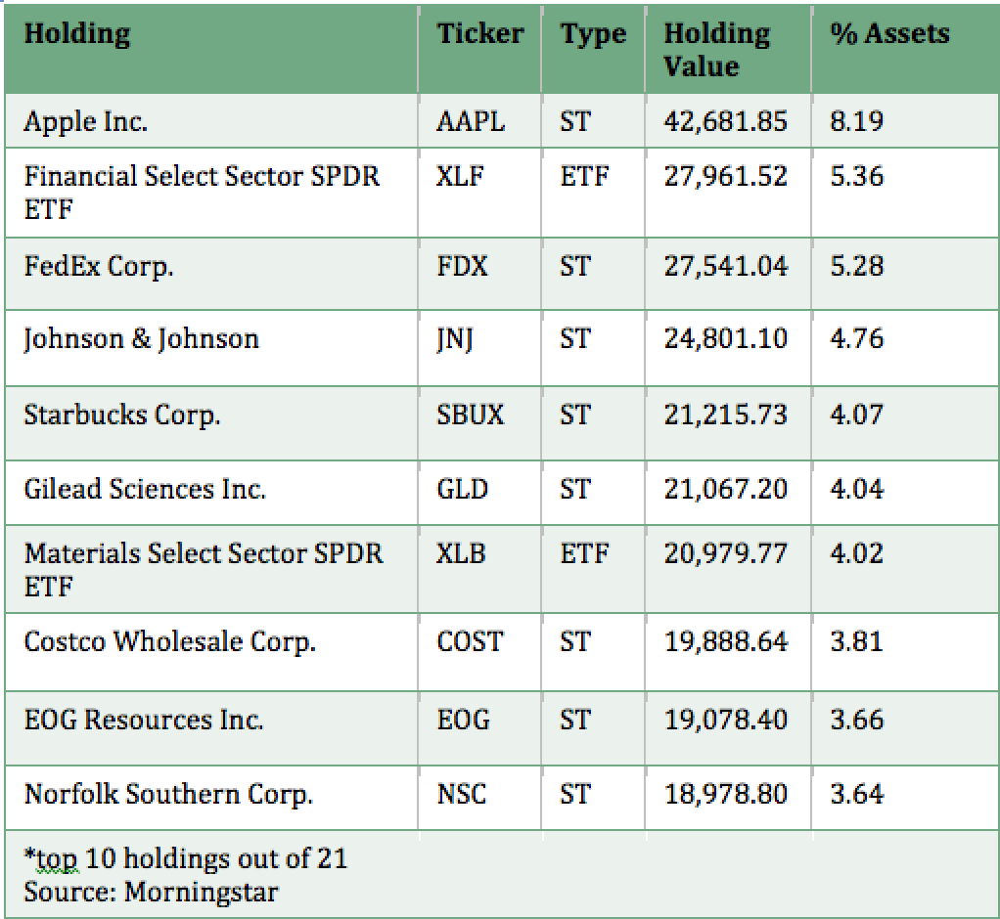 Holding Ticker Type Holding Value % Assets
Apple Inc. AAPL ST 42,681.85 8.19
Financial Select Sector SPDR ETF XLF ETF 27,961.52 5.36
FedEx Corp. FDX ST 27,541.04 5.28
Johnson & Johnson JNJ ST 24,801.10 4.76
Starbucks Corp. SBUX ST 21,215.73 4.07
Gilead Sciences Inc. GLD ST 21,067.20 4.04
Materials Select Sector SPDR ETF XLB ETF 20,979.77 4.02
Costco Wholesale Corp. COST ST 19,888.64 3.81
EOG Resources Inc. EOG ST 19,078.40 3.66
Norfolk Southern Corp. NSC ST 18,978.80 3.64
*top 10 holdings out of 21
Source: Morningstar